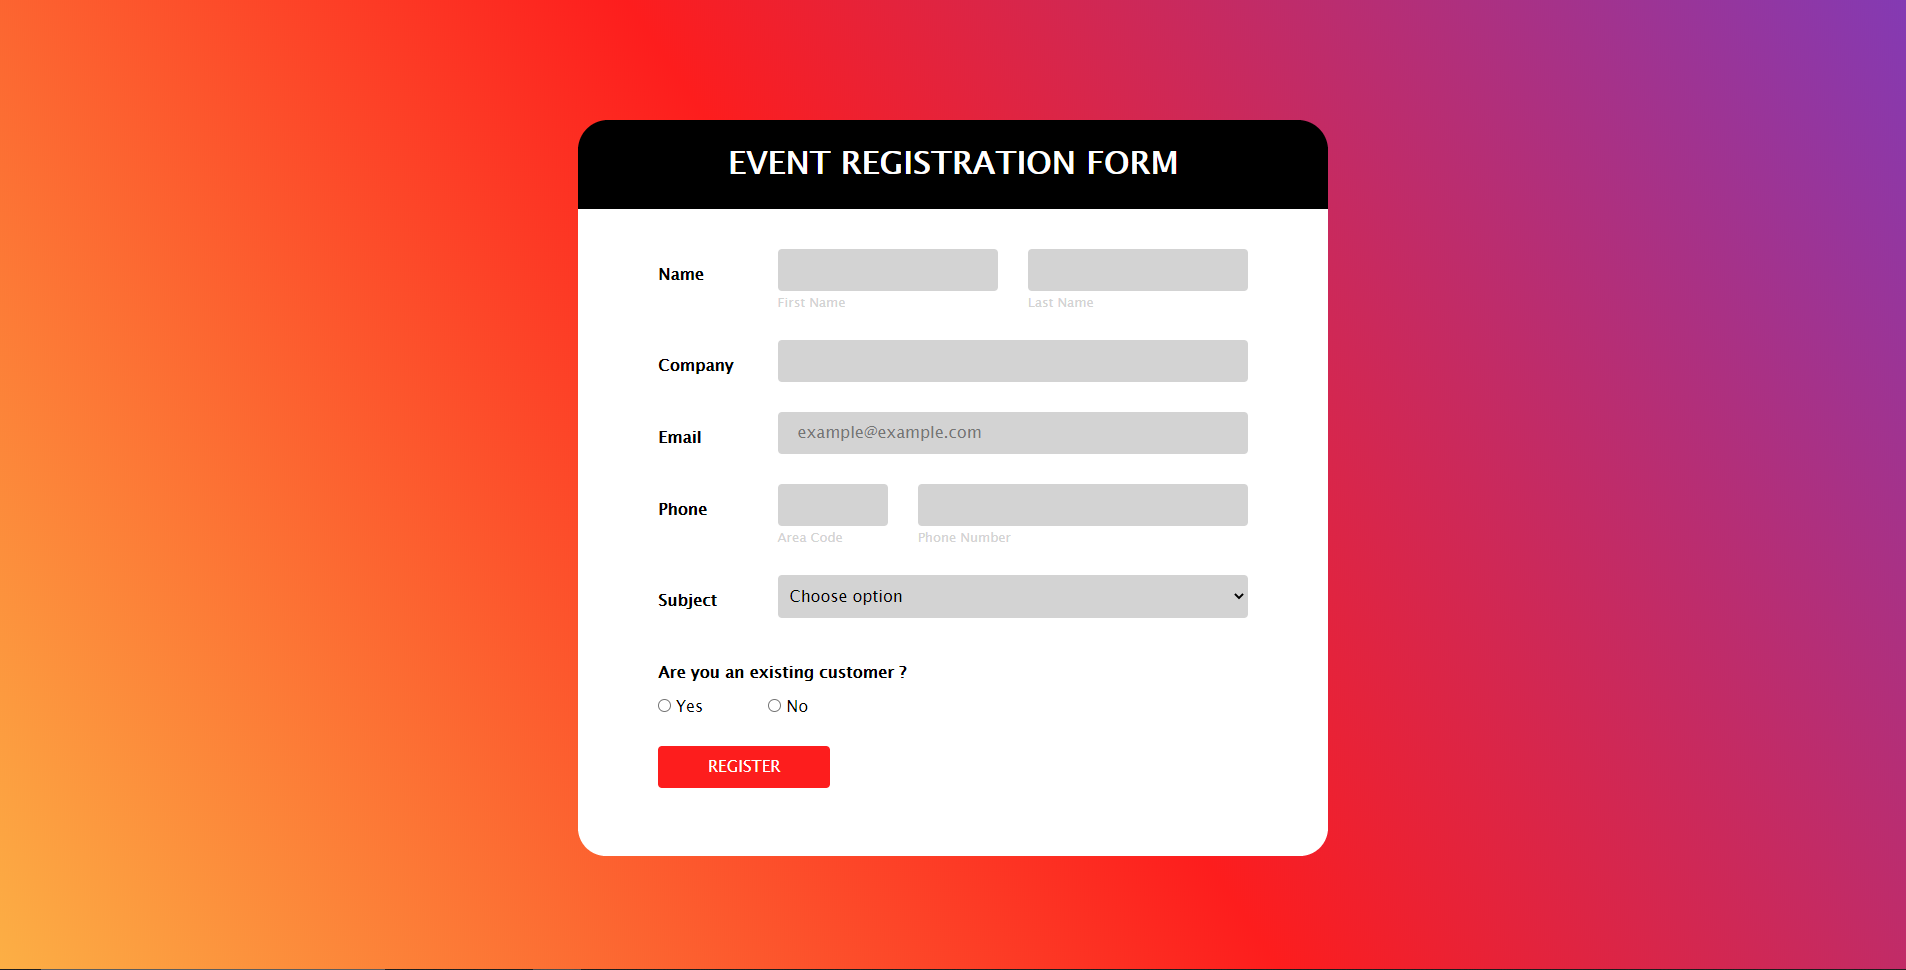 EVENT REGISTRATION FORM
Name
First Name Last Name
Company
Email example@example.com
Phone
Area Code Phone Number
Subject Choose option
Are you an existing customer ?
Yes No
REGISTER